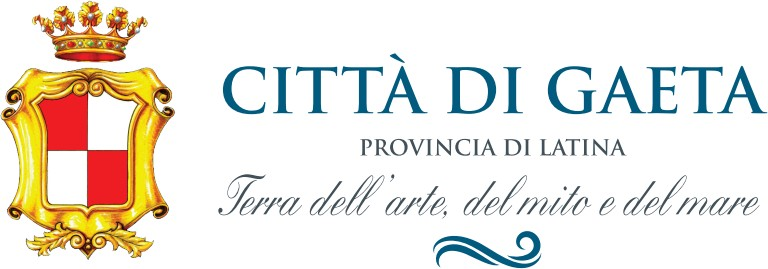 CITTÀ DI GAETA
PROVINCIA DI LATINA
Terra dell'arte, del mito e del mare